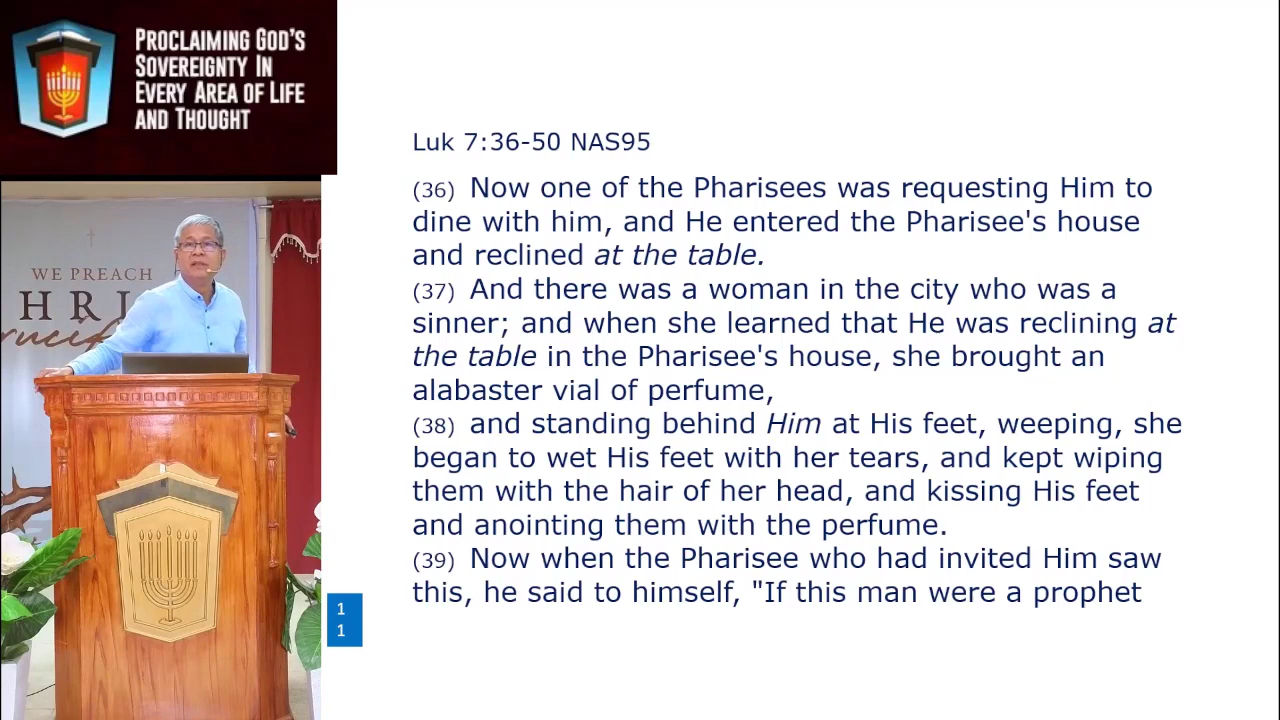 PROCLAIMING GOD'S
SOVEREIGNTY IN
EVERY AREA OF LIFE
AND THOUGHT
WE PREACH
Luk 7:36-50 NAS95
(36) Now one of the Pharisees was requesting Him to
dine with him, and He entered the Pharisee's house
and reclined at the table.
(37) And there was a woman in the city who was a
sinner; and when she learned that He was reclining at
the table in the Pharisee's house, she brought an
alabaster vial of perfume,
(38) and standing behind Him at His feet, weeping, she
began to wet His feet with her tears, and kept wiping
them with the hair of her head, and kissing His feet
and anointing them with the perfume.
(39) Now when the Pharisee who had invited Him saw
this, he said to himself, "If this man were a prophet
1
1